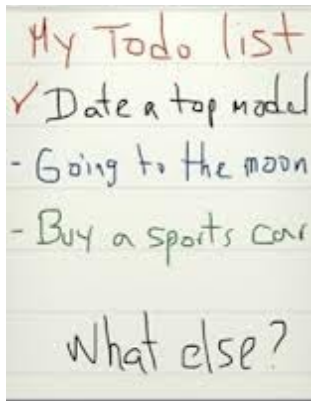 My Todo list
✓ Date a top model
- Going to the moon
- Buy a sports car
What else?